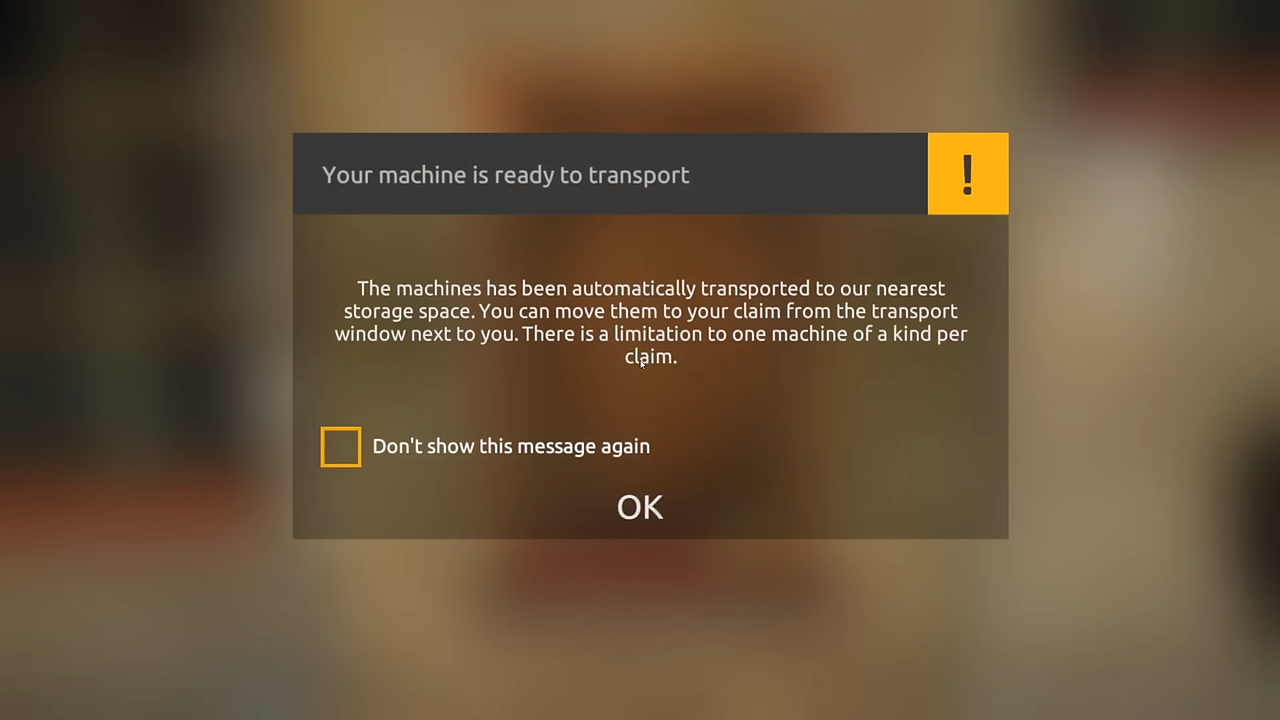 Your machine is ready to transport
!
The machines has been automatically transported to our nearest
storage space. You can move them to your claim from the transport
window next to you. There is a limitation to one machine of a kind per
claim.
Don't show this message again
OK